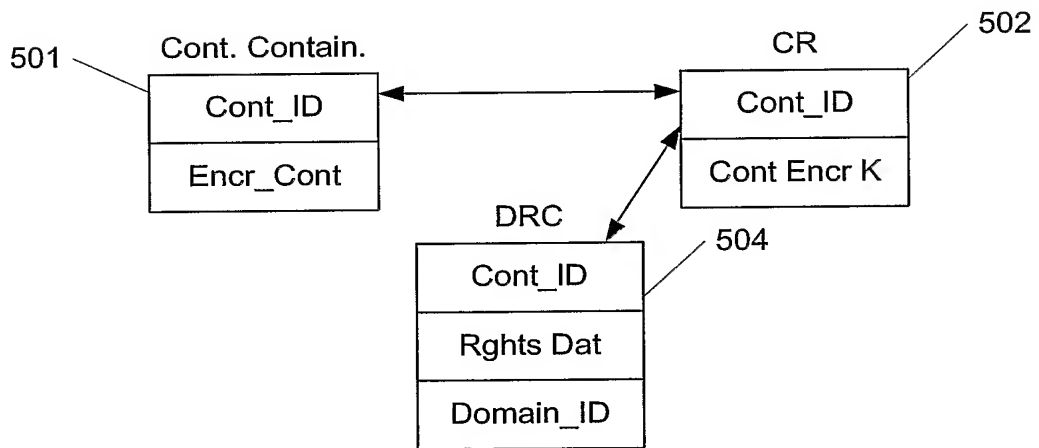 501
Cont. Contain.
Cont_ID
Encr_Cont
CR
502
Cont_ID
Cont Encr K
DRC
504
Cont_ID
Rghts Dat
Domain_ID